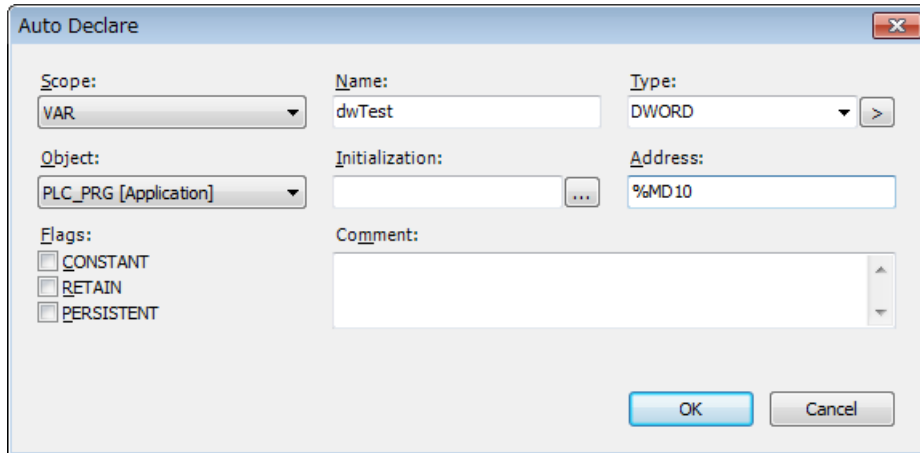 Auto Declare
Scope: Name: Type:
VAR dwTest DWORD >
Object: Initialization: Address:
PLC_PRG [Application] ... %MD10
Flags: Comment:
CONSTANT
RETAIN
PERSISTENT
OK Cancel